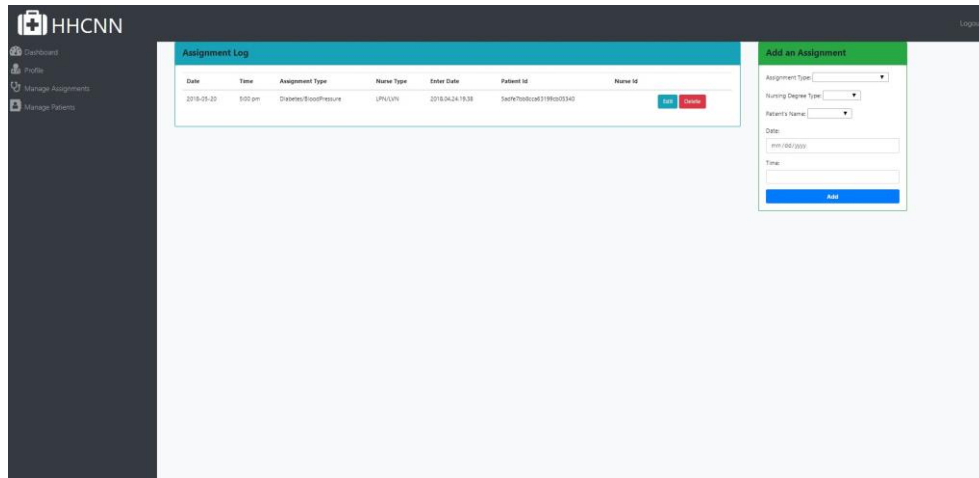 HHCNN
Logou
Dashboard
Profile
Manage Assignments
Manage Patients
Assignment Log
Date Time Assignment Type Nurse Type Enter Date Patient Id Nurse Id
2018-05-20 5:00 pm Diabetes/BloodPressure LPN/LVN 2018.04.24.19.38
Edit Delete
Add an Assignment
Assignment Type:
Nursing Degree Type:
Patient's Name:
Date:
mm/dd/yyyy
Time:
Add